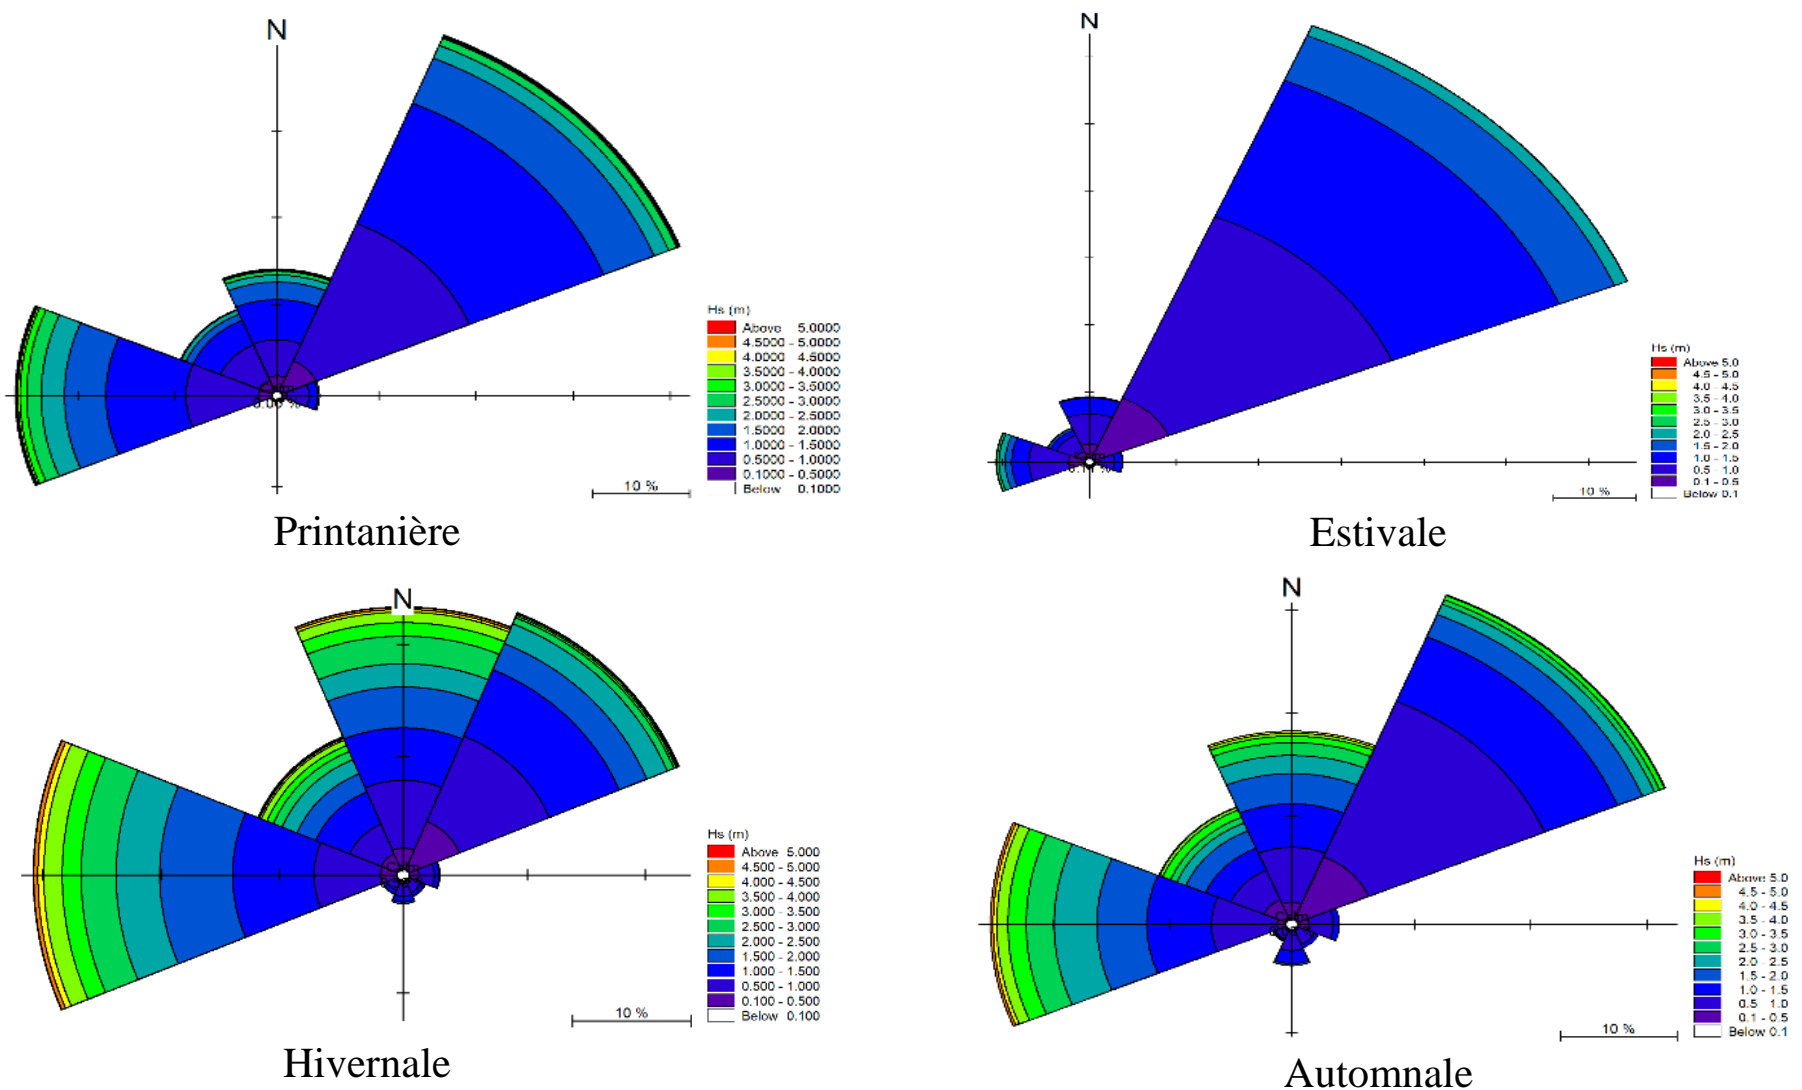 N
Hs (m)
Above 5.0000
4.5000 - 5.0000
4.0000 4.5000
3.5000 - 4.0000
3.0000 - 3.5000
2.5000 - 3.0000
2.0000 - 2.5000
1.5000 2.0000
1.0000 - 1.5000
0.5000 - 1.0000
0.1000 - 0.5000
Below 0.1000
10 %
Printanière
N
Hs (m)
Above 5.0
4.5 - 5.0
4.0 - 4.5
3.5 - 4.0
3.0 - 3.5
2.5 - 3.0
2.0 - 2.5
1.5 - 2.0
1.0 - 1.5
0.5 - 1.0
0.1 - 0.5
Below 0.1
10 %
Estivale
N
Hs (m)
Above 5.000
4.500 - 5.000
4.000 - 4.500
3.500 - 4.000
3.000 - 3.500
2.500 - 3.000
2.000 - 2.500
1.500 - 2.000
1.000 - 1.500
0.500 - 1.000
0.100 - 0.500
Below 0.100
10 %
Hivernale
N
Hs (m)
Above 5.0
4.5 - 5.0
4.0 - 4.5
3.5 - 4.0
3.0 - 3.5
2.5 - 3.0
2.0 2.5
1.5 - 2.0
1.0 - 1.5
0.5 1.0
0.1 - 0.5
Below 0.1
10 %
Automnale